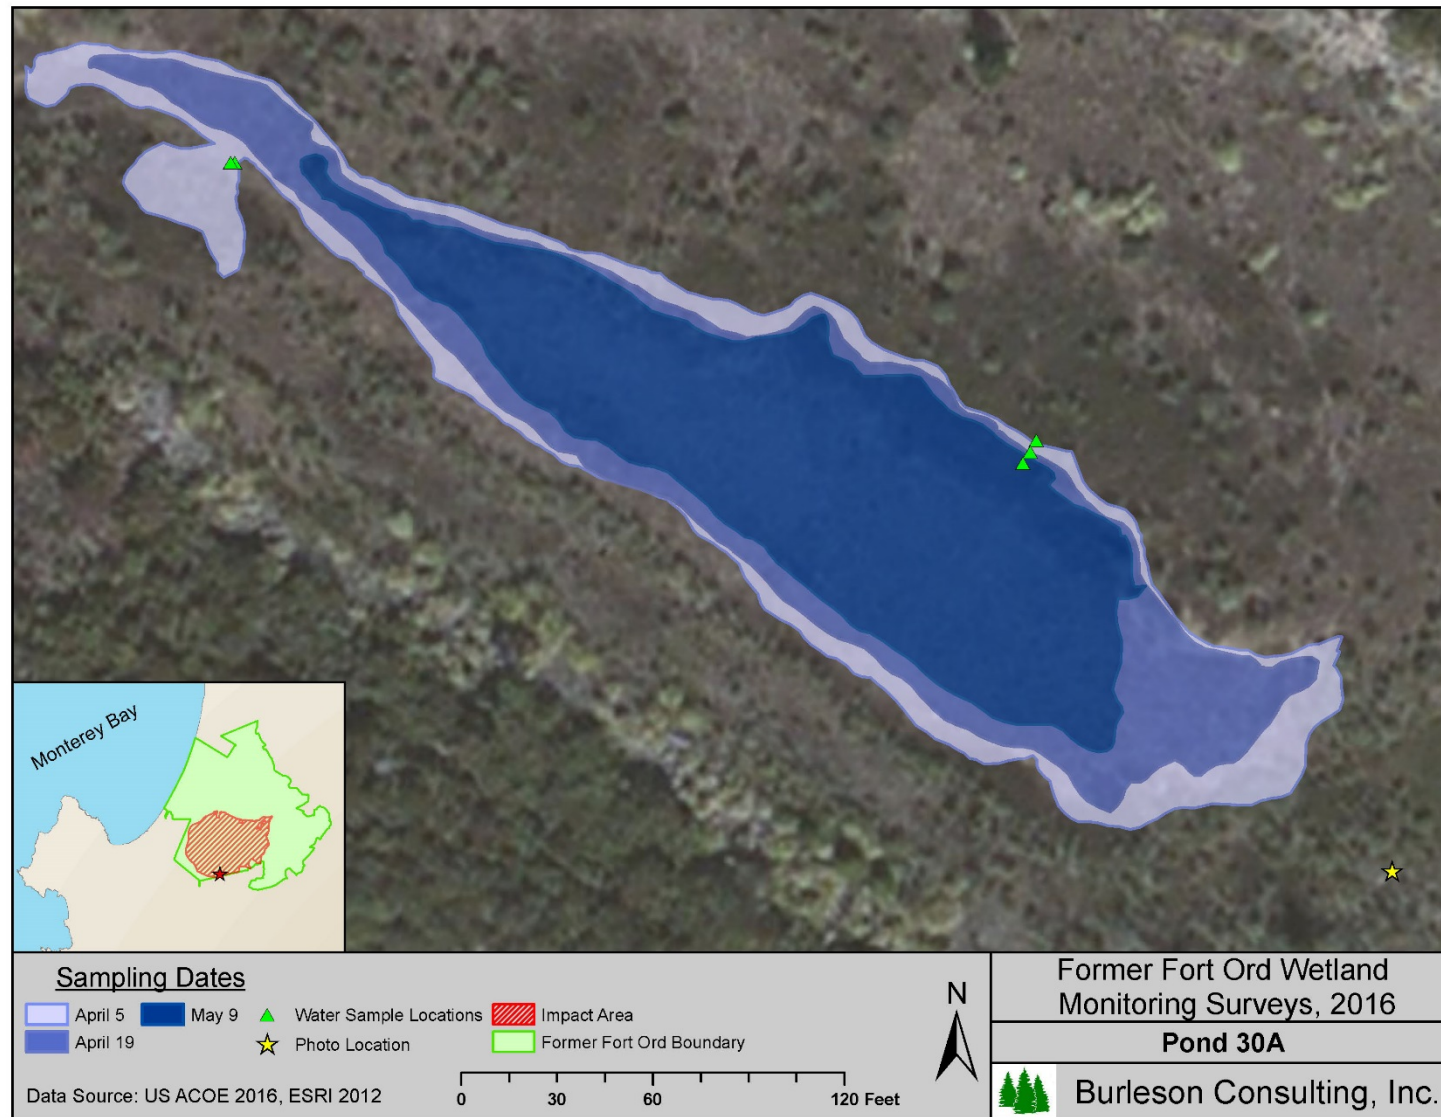 Monterey Bay
Sampling Dates
April 5
May 9
Water Sample Locations
Impact Area
April 19
Photo Location
Former Fort Ord Boundary
Data Source: US ACOE 2016, ESRI 2012
0 30 60 120 Feet
N
Former Fort Ord Wetland
Monitoring Surveys, 2016
Pond 30A
Burleson Consulting, Inc.